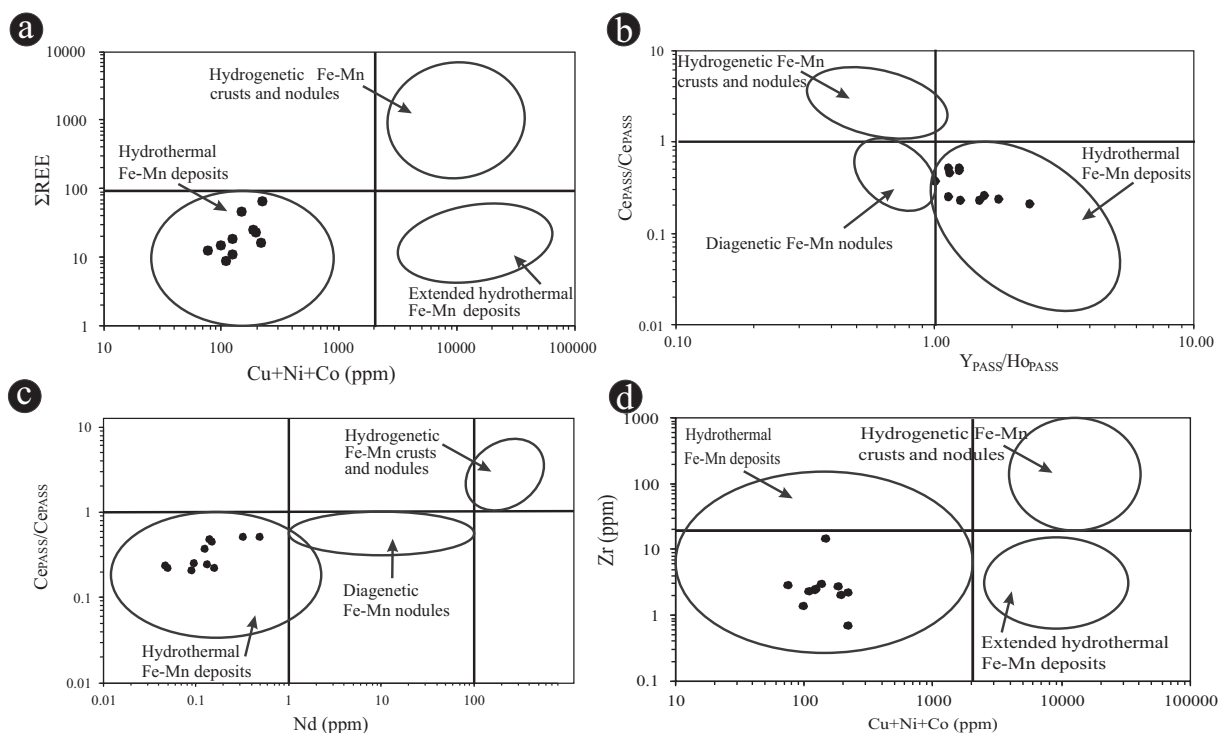 a
10000
1000
100
10
1
ΣREE
Hydrogenetic Fe-Mn
crusts and nodules
Hydrothermal
Fe-Mn deposits
Extended hydrothermal
Fe-Mn deposits
10
100
1000
10000
100000
Cu+Ni+Co (ppm)
b
10
1
0.1
0.01
CePASS/CePASS
Hydrogenetic Fe-Mn
crusts and nodules
Hydrothermal
Fe-Mn deposits
Diagenetic Fe-Mn nodules
0.10
1.00
10.00
YPASS/HoPASS
c
10
1
0.1
0.01
CePASS/CePASS
Hydrogenetic
Fe-Mn crusts
and nodules
Diagenetic
Fe-Mn nodules
Hydrothermal
Fe-Mn deposits
0.01
0.1
1
10
100
Nd (ppm)
d
1000
100
10
1
0.1
Zr (ppm)
Hydrothermal
Fe-Mn deposits
Hydrogenetic Fe-Mn
crusts and nodules
Extended hydrothermal
Fe-Mn deposits
10
100
1000
10000
100000
Cu+Ni+Co (ppm)